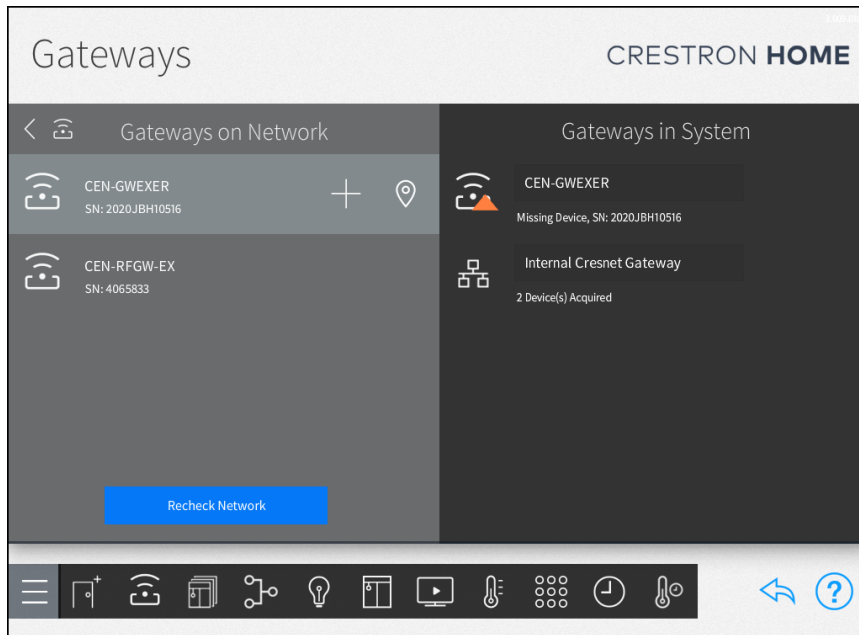 Gateways
CRESTRON HOME
Gateways on Network
CEN-GWEXER
SN: 2020JBH10516
CEN-RFGW-EX
SN: 4065833
Recheck Network
Gateways in System
CEN-GWEXER
Missing Device, SN: 2020JBH10516
Internal Cresnet Gateway
2 Device(s) Acquired
?